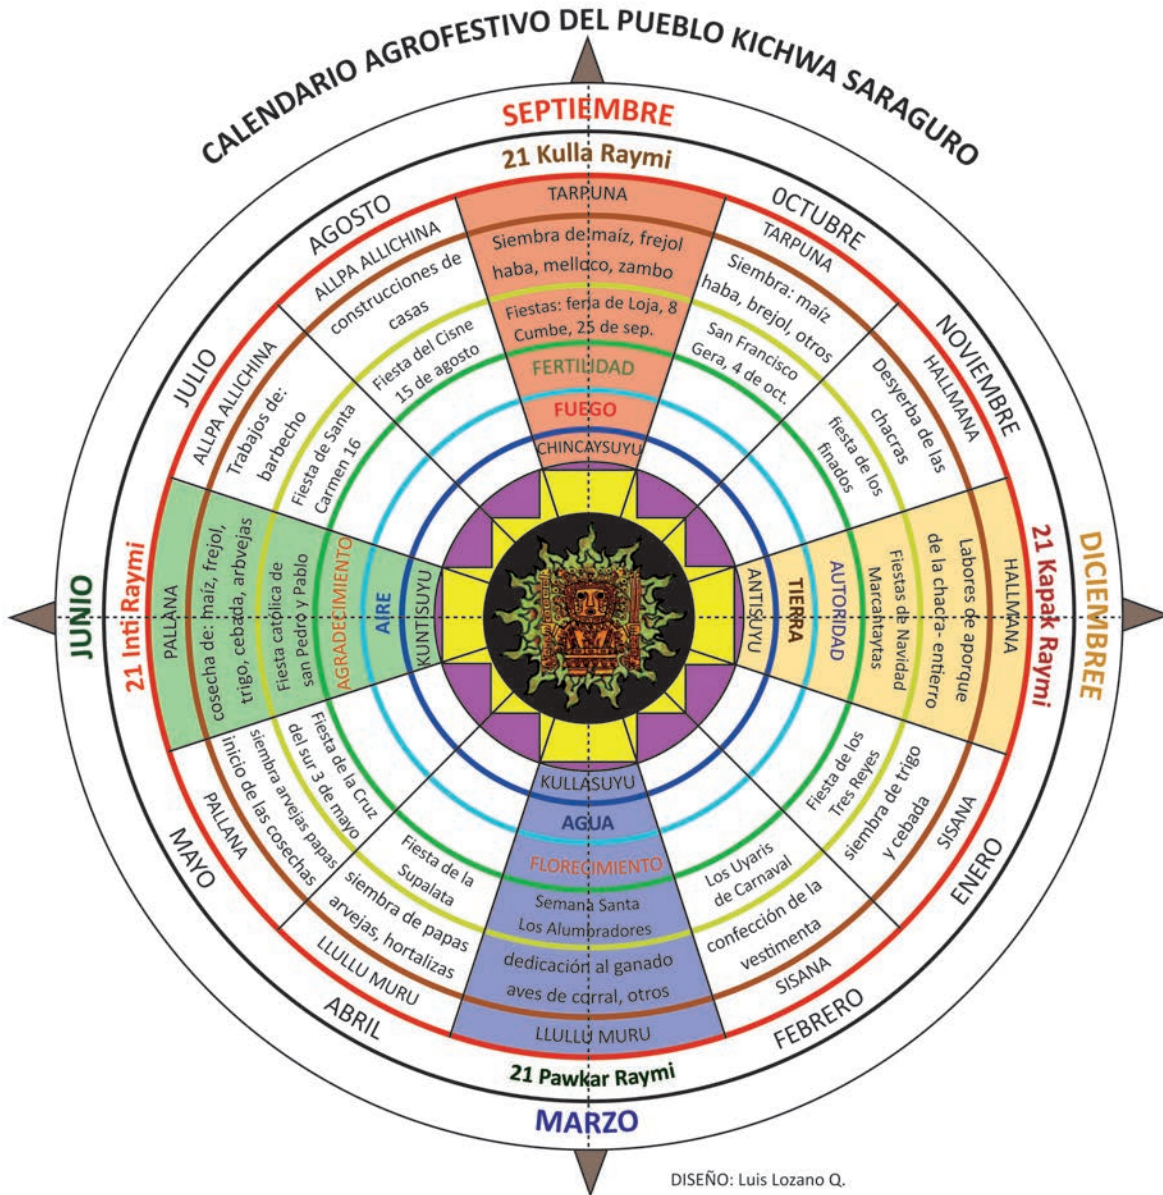 CALENDARIO AGROFESTIVO DEL PUEBLO KICHWA SARAGURO
SEPTIEMBRE
21 Kulla Raymi
TARPUNA
Siembra de maíz, frejol
haba, melloco, zambo
Fiestas: feria de Loja, 8
Cumbe, 25 de sep.
FERTILIDAD
FUEGO
CHINCAYSUYU
OCTUBRE
TARPUNA
Siembra: maíz
haba, brejol, otros
San Francisco
Gera, 4 de oct.
NOVIEMBRE
HALLMANA
Desyerba de las
chacras
fiesta de los
finados
DICIEMBREE
21 Kapak Raymi
HALLMANA
Labores de aporque
de la chacra- entierro
Fiestas de Navidad
Marcantaytas
AUTORIDAD
TIERRA
ANTISUYU
ENERO
SISANA
siembra de trigo
y cebada
Fiesta de los
Tres Reyes
FEBRERO
SISANA
confección de la
vestimenta
Los Uyaris
de Carnaval
KULLASUYU
AGUA
FLORECIMIENTO
Semana Santa
Los Alumbradores
dedicación al ganado
aves de corral, otros
LLULLU MURU
21 Pawkar Raymi
MARZO
ABRIL
LLULLU MURU
siembra de papas
arvejas, hortalizas
Fiesta de la
Supalata
MAYO
PALLANA
inicio de las cosechas
siembra arvejas papas
Fiesta de la Cruz
del sur 3 de mayo
JUNIO
21 Inti Raymi
PALLANA
cosecha de: maíz, frejol,
trigo, cebada, arbvejas
Fiesta católica de
san Pedro y Pablo
AGRADECIMIENTO
AIRE
KUNTISUYU
JULIO
ALLPA ALLICHINA
Trabajos de:
barbecho
Fiesta de Santa
Carmen 16
AGOSTO
ALLPA ALLICHINA
construcciones de
casas
Fiesta del Cisne
15 de agosto
DISEÑO: Luis Lozano Q.